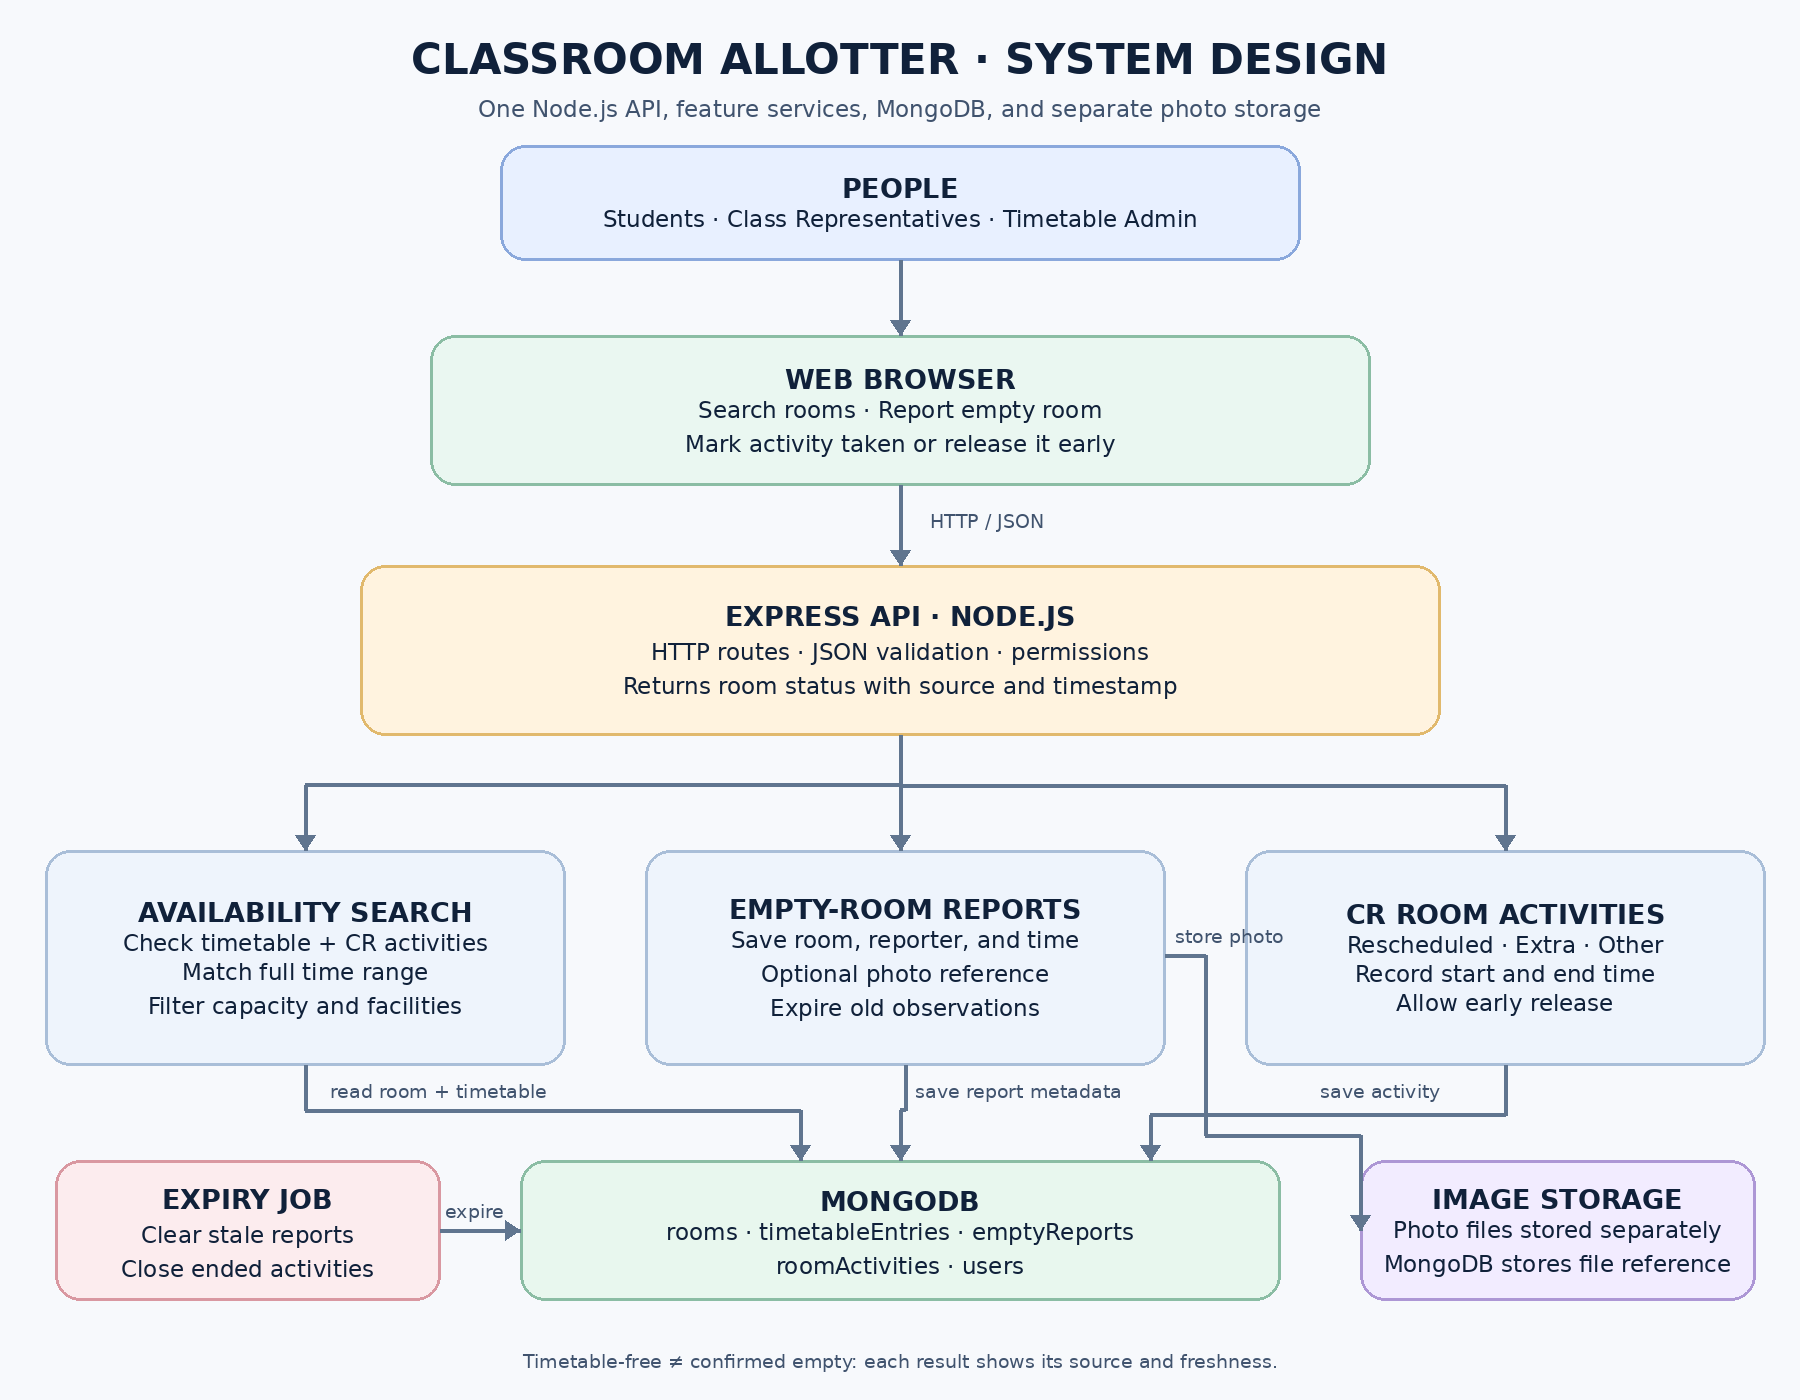 CLASSROOM ALLOTTER · SYSTEM DESIGN
One Node.js API, feature services, MongoDB, and separate photo storage
PEOPLE
Students · Class Representatives · Timetable Admin
WEB BROWSER
Search rooms · Report empty room
Mark activity taken or release it early
HTTP / JSON
EXPRESS API · NODE.JS
HTTP routes · JSON validation · permissions
Returns room status with source and timestamp
AVAILABILITY SEARCH
Check timetable + CR activities
Match full time range
Filter capacity and facilities
EMPTY-ROOM REPORTS
Save room, reporter, and time
Optional photo reference
Expire old observations
store photo
CR ROOM ACTIVITIES
Rescheduled · Extra · Other
Record start and end time
Allow early release
read room + timetable
save report metadata
save activity
EXPIRY JOB
Clear stale reports
Close ended activities
expire
MONGODB
rooms · timetableEntries · emptyReports
roomActivities · users
IMAGE STORAGE
Photo files stored separately
MongoDB stores file reference
Timetable-free ≠ confirmed empty: each result shows its source and freshness.